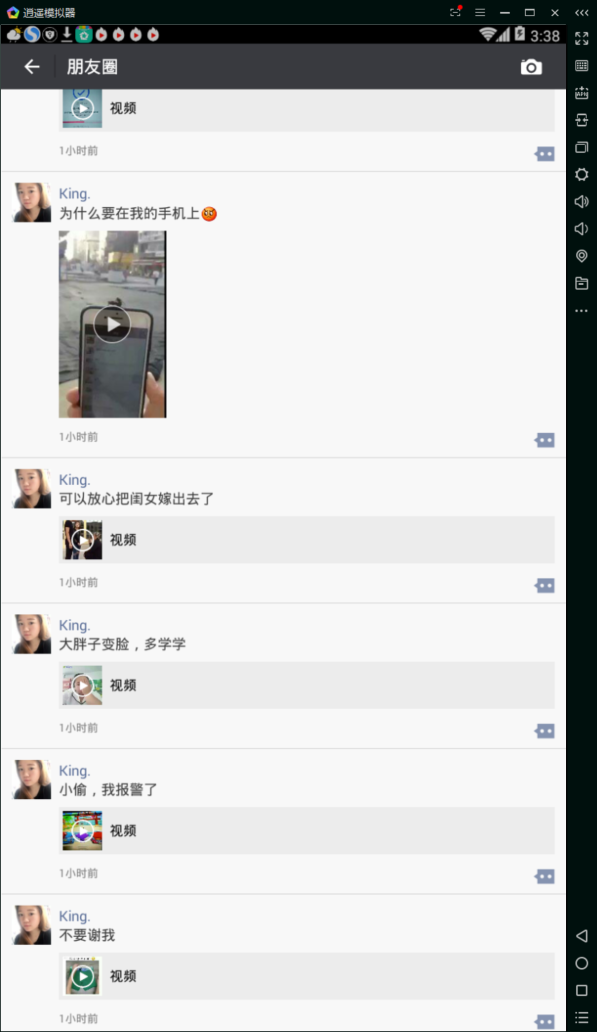 逍遥模拟器
3:38
朋友圈
视频
1小时前
King.
为什么要在我的手机上
1小时前
King.
可以放心把闺女嫁出去了
视频
1小时前
King.
大胖子变脸，多学学
视频
1小时前
King.
小偷，我报警了
视频
1小时前
King.
不要谢我
视频
1小时前